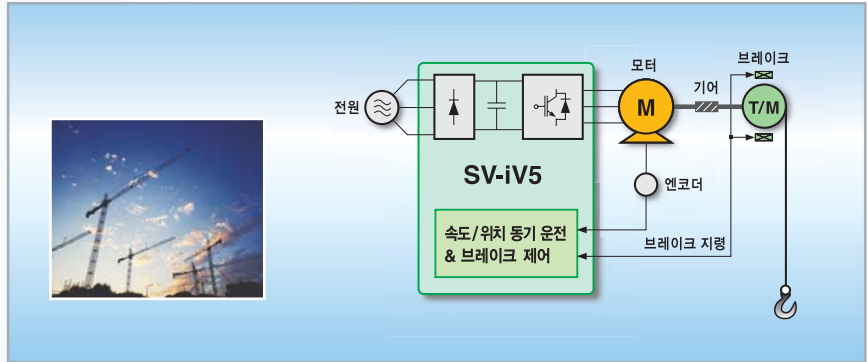 브레이크
모터
기어
전원
M
T/M
SV-iV5
엔코더
속도/위치 동기 운전
& 브레이크 제어
브레이크 지령